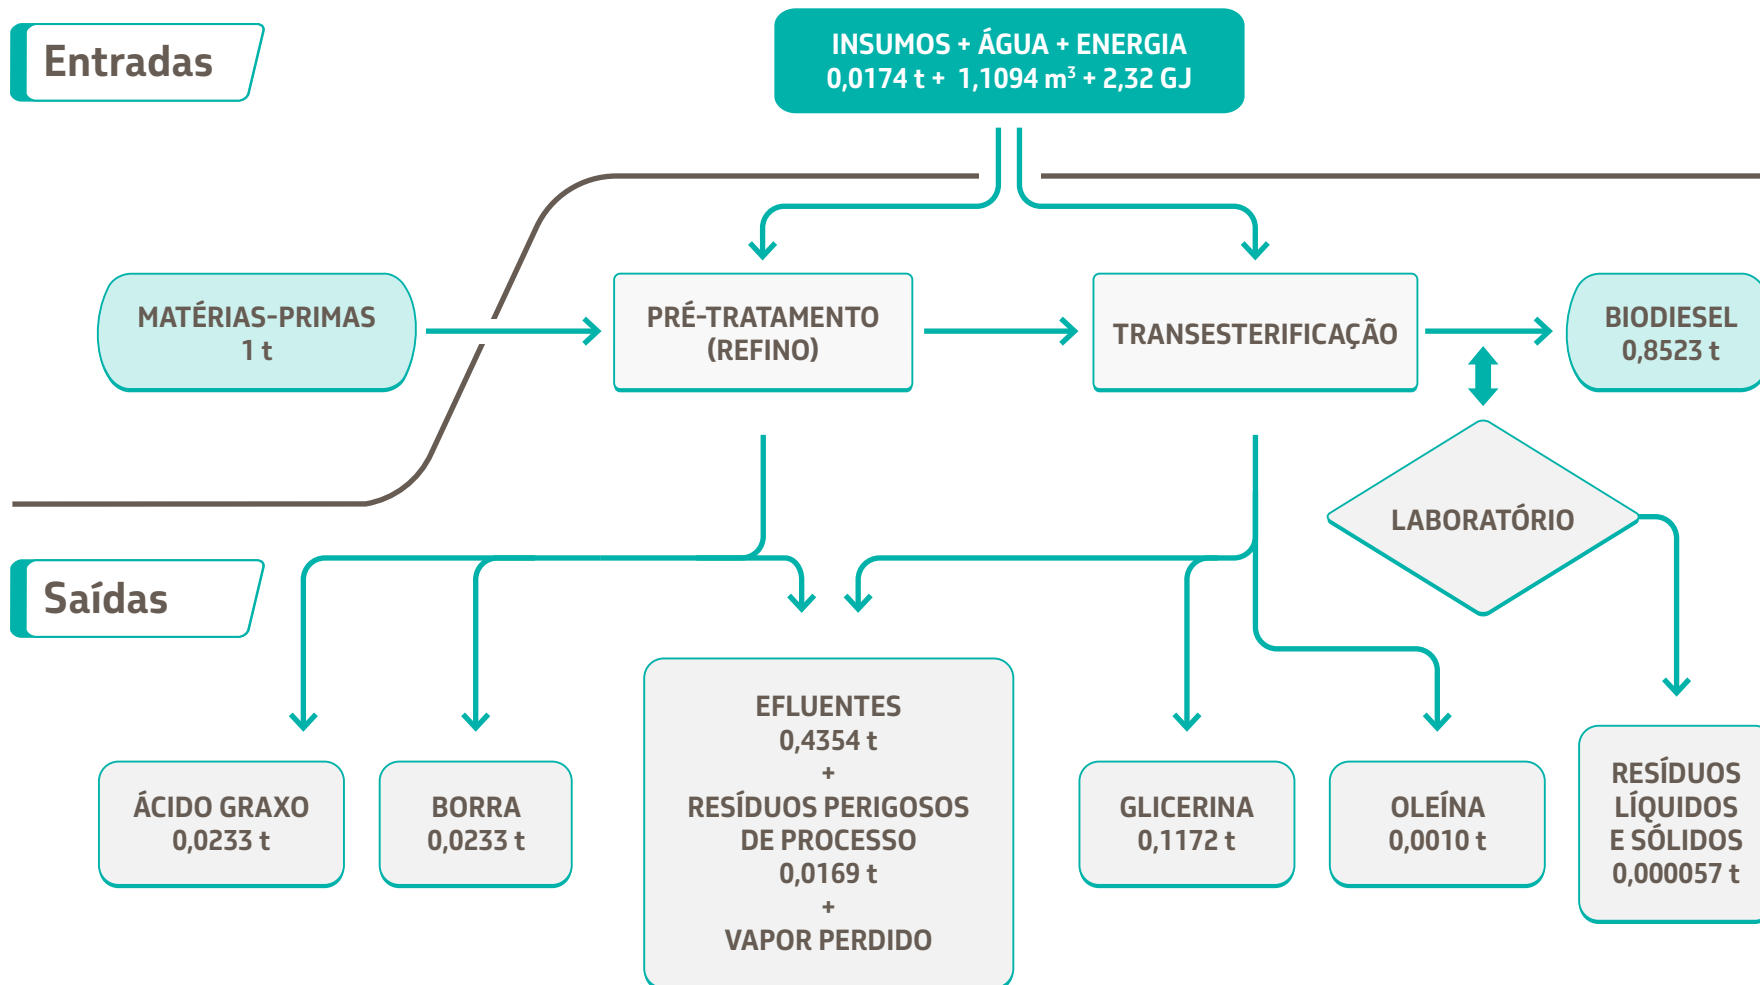 Entradas
INSUMOS + ÁGUA + ENERGIA
0,0174 t + 1,1094 m³ + 2,32 GJ
MATÉRIAS-PRIMAS
1 t
PRÉ-TRATAMENTO
(REFINO)
TRANSESTERIFICAÇÃO
BIODIESEL
0,8523 t
LABORATÓRIO
Saídas
ÁCIDO GRAXO
0,0233 t
BORRA
0,0233 t
EFLUENTES
0,4354 t
+
RESÍDUOS PERIGOSOS
DE PROCESSO
0,0169 t
+
VAPOR PERDIDO
GLICERINA
0,1172 t
OLEÍNA
0,0010 t
RESÍDUOS
LÍQUIDOS
E SÓLIDOS
0,000057 t